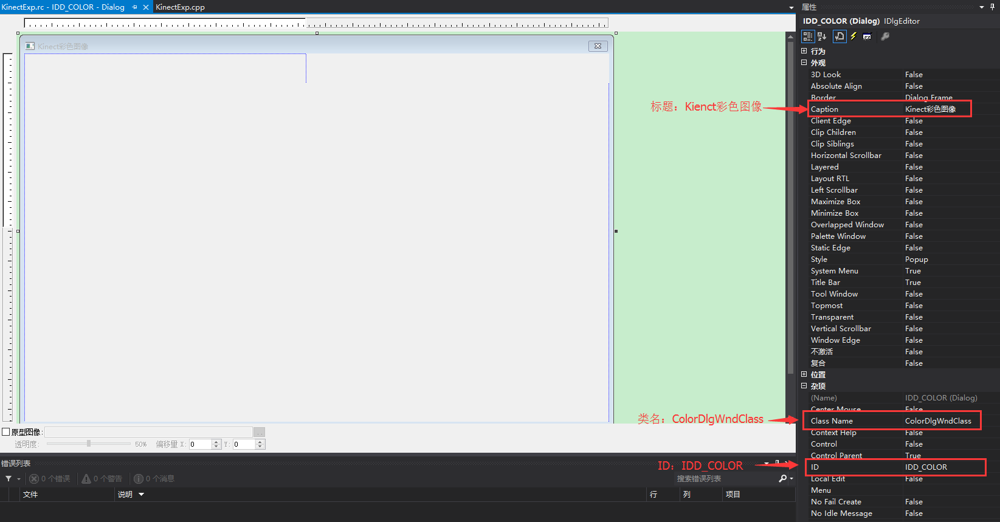 KinectExp.rc - IDD_COLOR - Dialog
KinectExp.cpp
Kinect彩色图像
标题：Kienct彩色图像
类名：ColorDlgWndClass
ID：IDD_COLOR
原型图像:
...
透明度:
50%
偏移量 X:
0
Y:
0
错误列表
0 个错误
0 个警告
0 个消息
搜索错误列表
文件
说明
行
列
项目
属性
IDD_COLOR (Dialog) IDlgEditor
行为
外观
3D Look False
Absolute Align False
Border Dialog Frame
Caption Kinect彩色图像
Client Edge False
Clip Children False
Clip Siblings False
Horizontal Scrollbar False
Layered False
Layout RTL False
Left Scrollbar False
Maximize Box False
Minimize Box False
Overlapped Window False
Palette Window False
Static Edge False
Style Popup
System Menu True
Title Bar True
Tool Window False
Topmost False
Transparent False
Vertical Scrollbar False
Window Edge False
不激活 False
复合 False
位置
杂项
(Name) IDD_COLOR (Dialog)
Center Mouse False
Class Name ColorDlgWndClass
Context Help False
Control False
Control Parent True
ID IDD_COLOR
Local Edit False
Menu
No Fail Create False
No Idle Message False